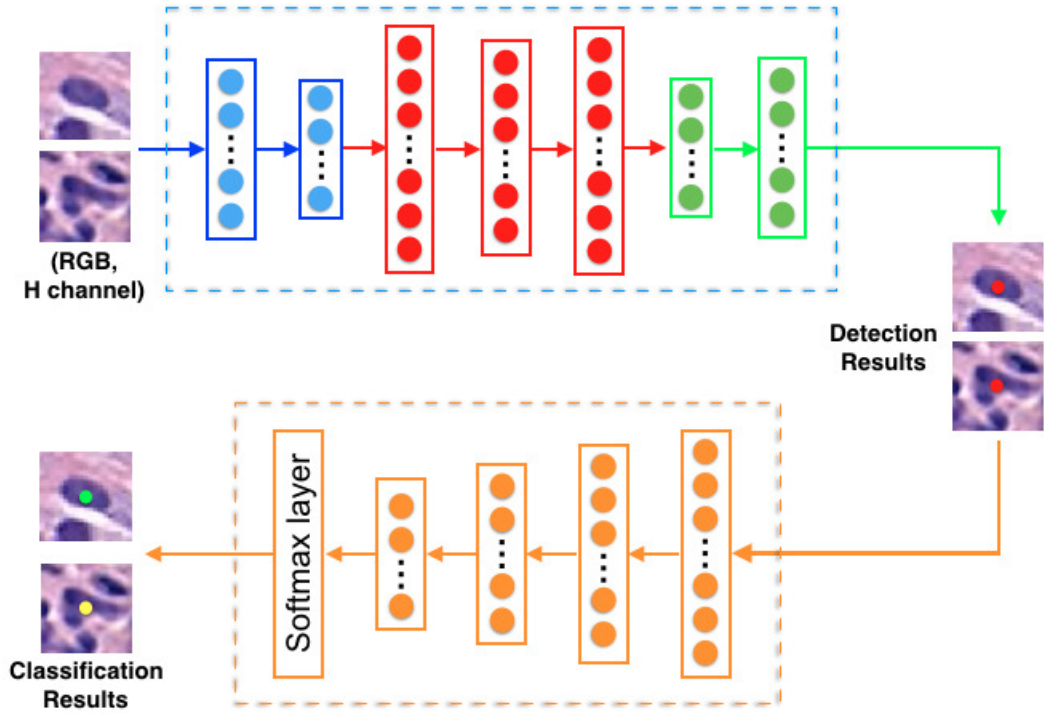 (RGB,
H channel)
Detection
Results
Softmax layer
Classification
Results